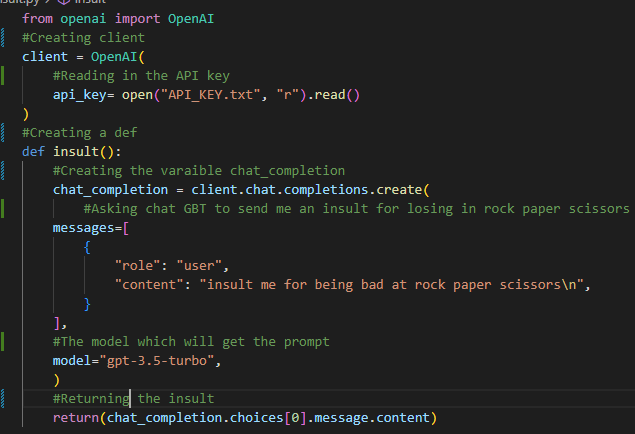 insult
from openai import OpenAI
#Creating client
client = OpenAI(
    #Reading in the API key
    api_key= open("API_KEY.txt", "r").read()
)
#Creating a def
def insult():
    #Creating the varaible chat_completion
    chat_completion = client.chat.completions.create(
        #Asking chat GBT to send me an insult for losing in rock paper scissors
    messages=[
        {
            "role": "user",
            "content": "insult me for being bad at rock paper scissors\n",
        }
    ],
    #The model which will get the prompt
    model="gpt-3.5-turbo",
    )
    #Returning the insult
    return(chat_completion.choices[0].message.content)